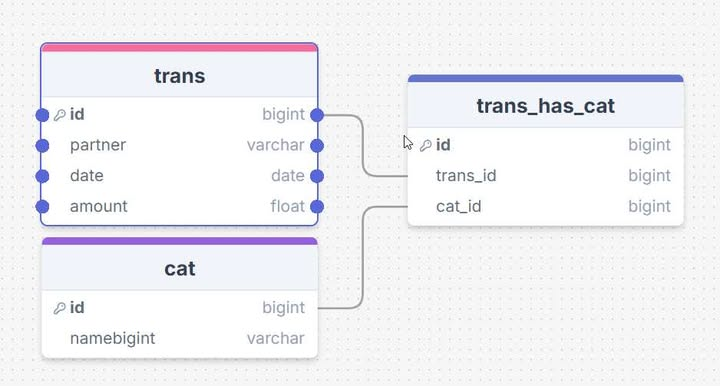 trans
id bigint
partner varchar
date date
amount float
cat
id bigint
namebigint varchar
trans_has_cat
id bigint
trans_id bigint
cat_id bigint